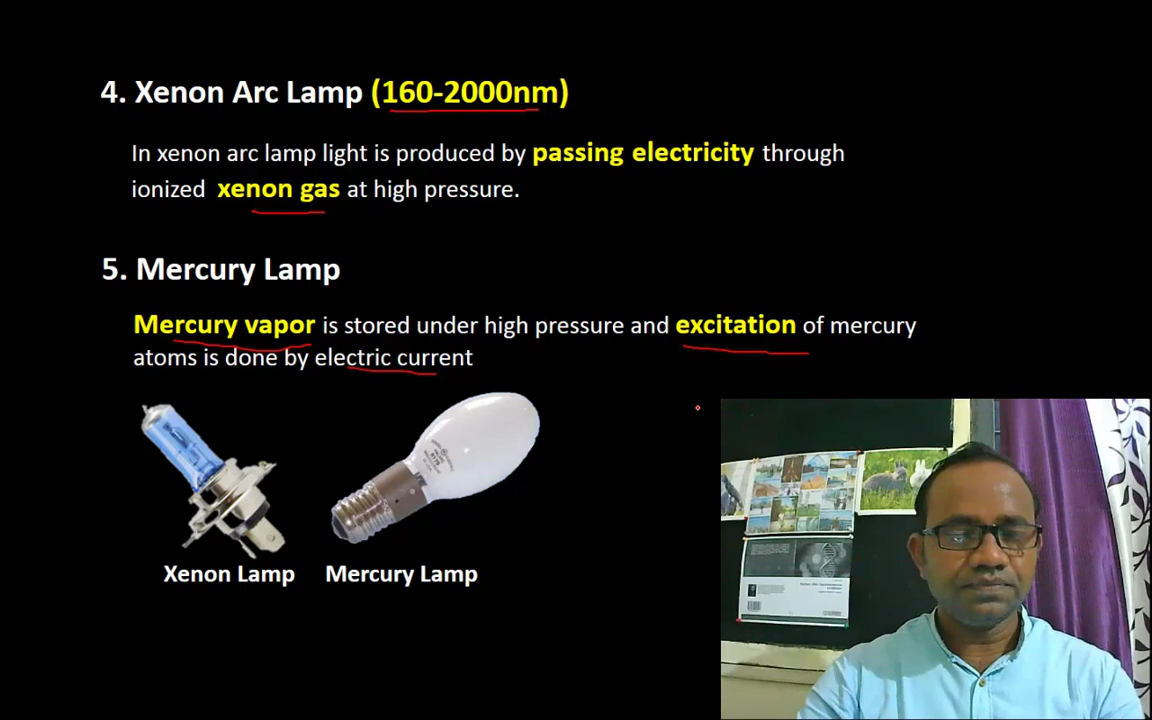 4. Xenon Arc Lamp (160-2000nm)
In xenon arc lamp light is produced by passing electricity through
ionized xenon gas at high pressure.
5. Mercury Lamp
Mercury vapor is stored under high pressure and excitation of mercury
atoms is done by electric current
Xenon Lamp
Mercury Lamp